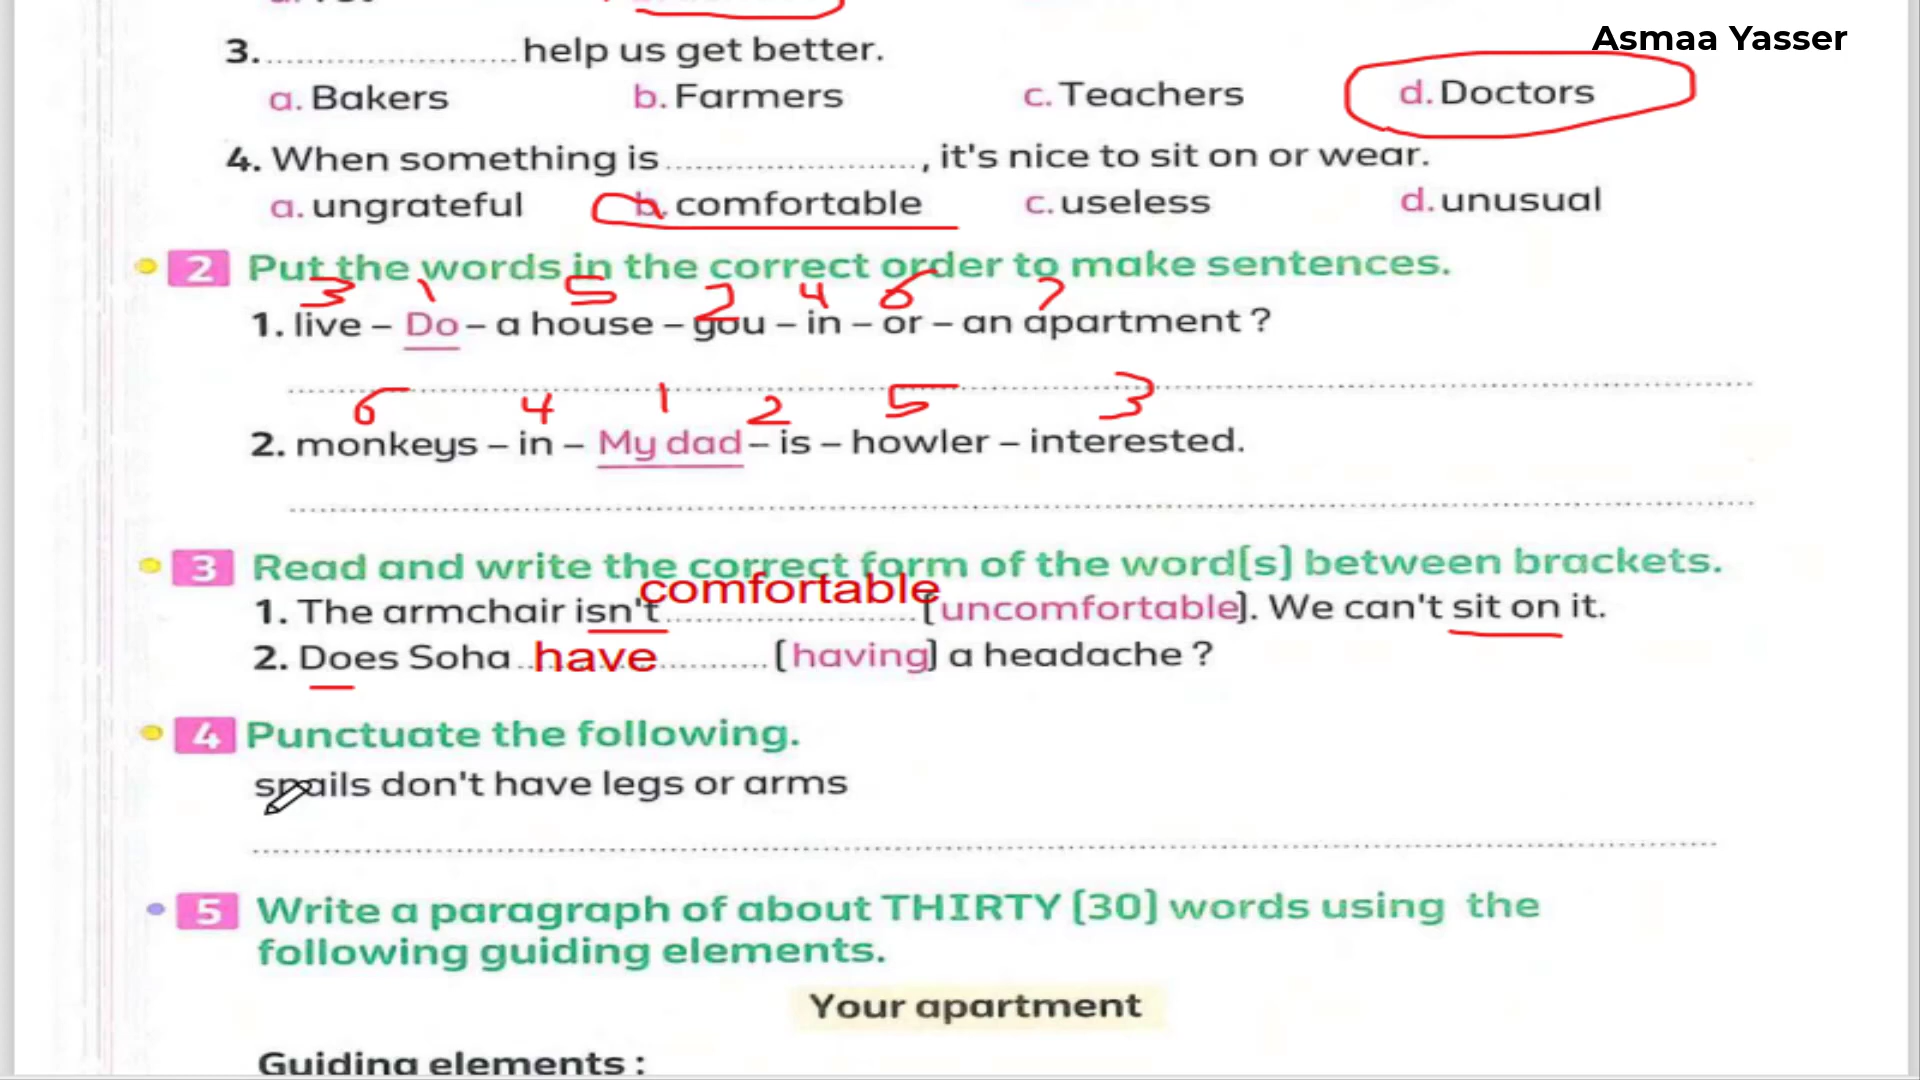 Asmaa Yasser
3. ........................ help us get better.
a. Bakers b. Farmers c. Teachers d. Doctors
4. When something is ........................, it's nice to sit on or wear.
a. ungrateful b. comfortable c. useless d. unusual
2 Put the words in the correct order to make sentences.
3 1 5 2 4 6 7
1. live – Do – a house – you – in – or – an apartment ?
6 4 1 2 5 3
2. monkeys – in – My dad – is – howler – interested.
3 Read and write the correct form of the word(s) between brackets.
comfortable
1. The armchair isn't ........................ (uncomfortable). We can't sit on it.
2. Does Soha .. have ........... (having) a headache ?
4 Punctuate the following.
snails don't have legs or arms
5 Write a paragraph of about THIRTY (30) words using the
following guiding elements.
Your apartment
Guiding elements :